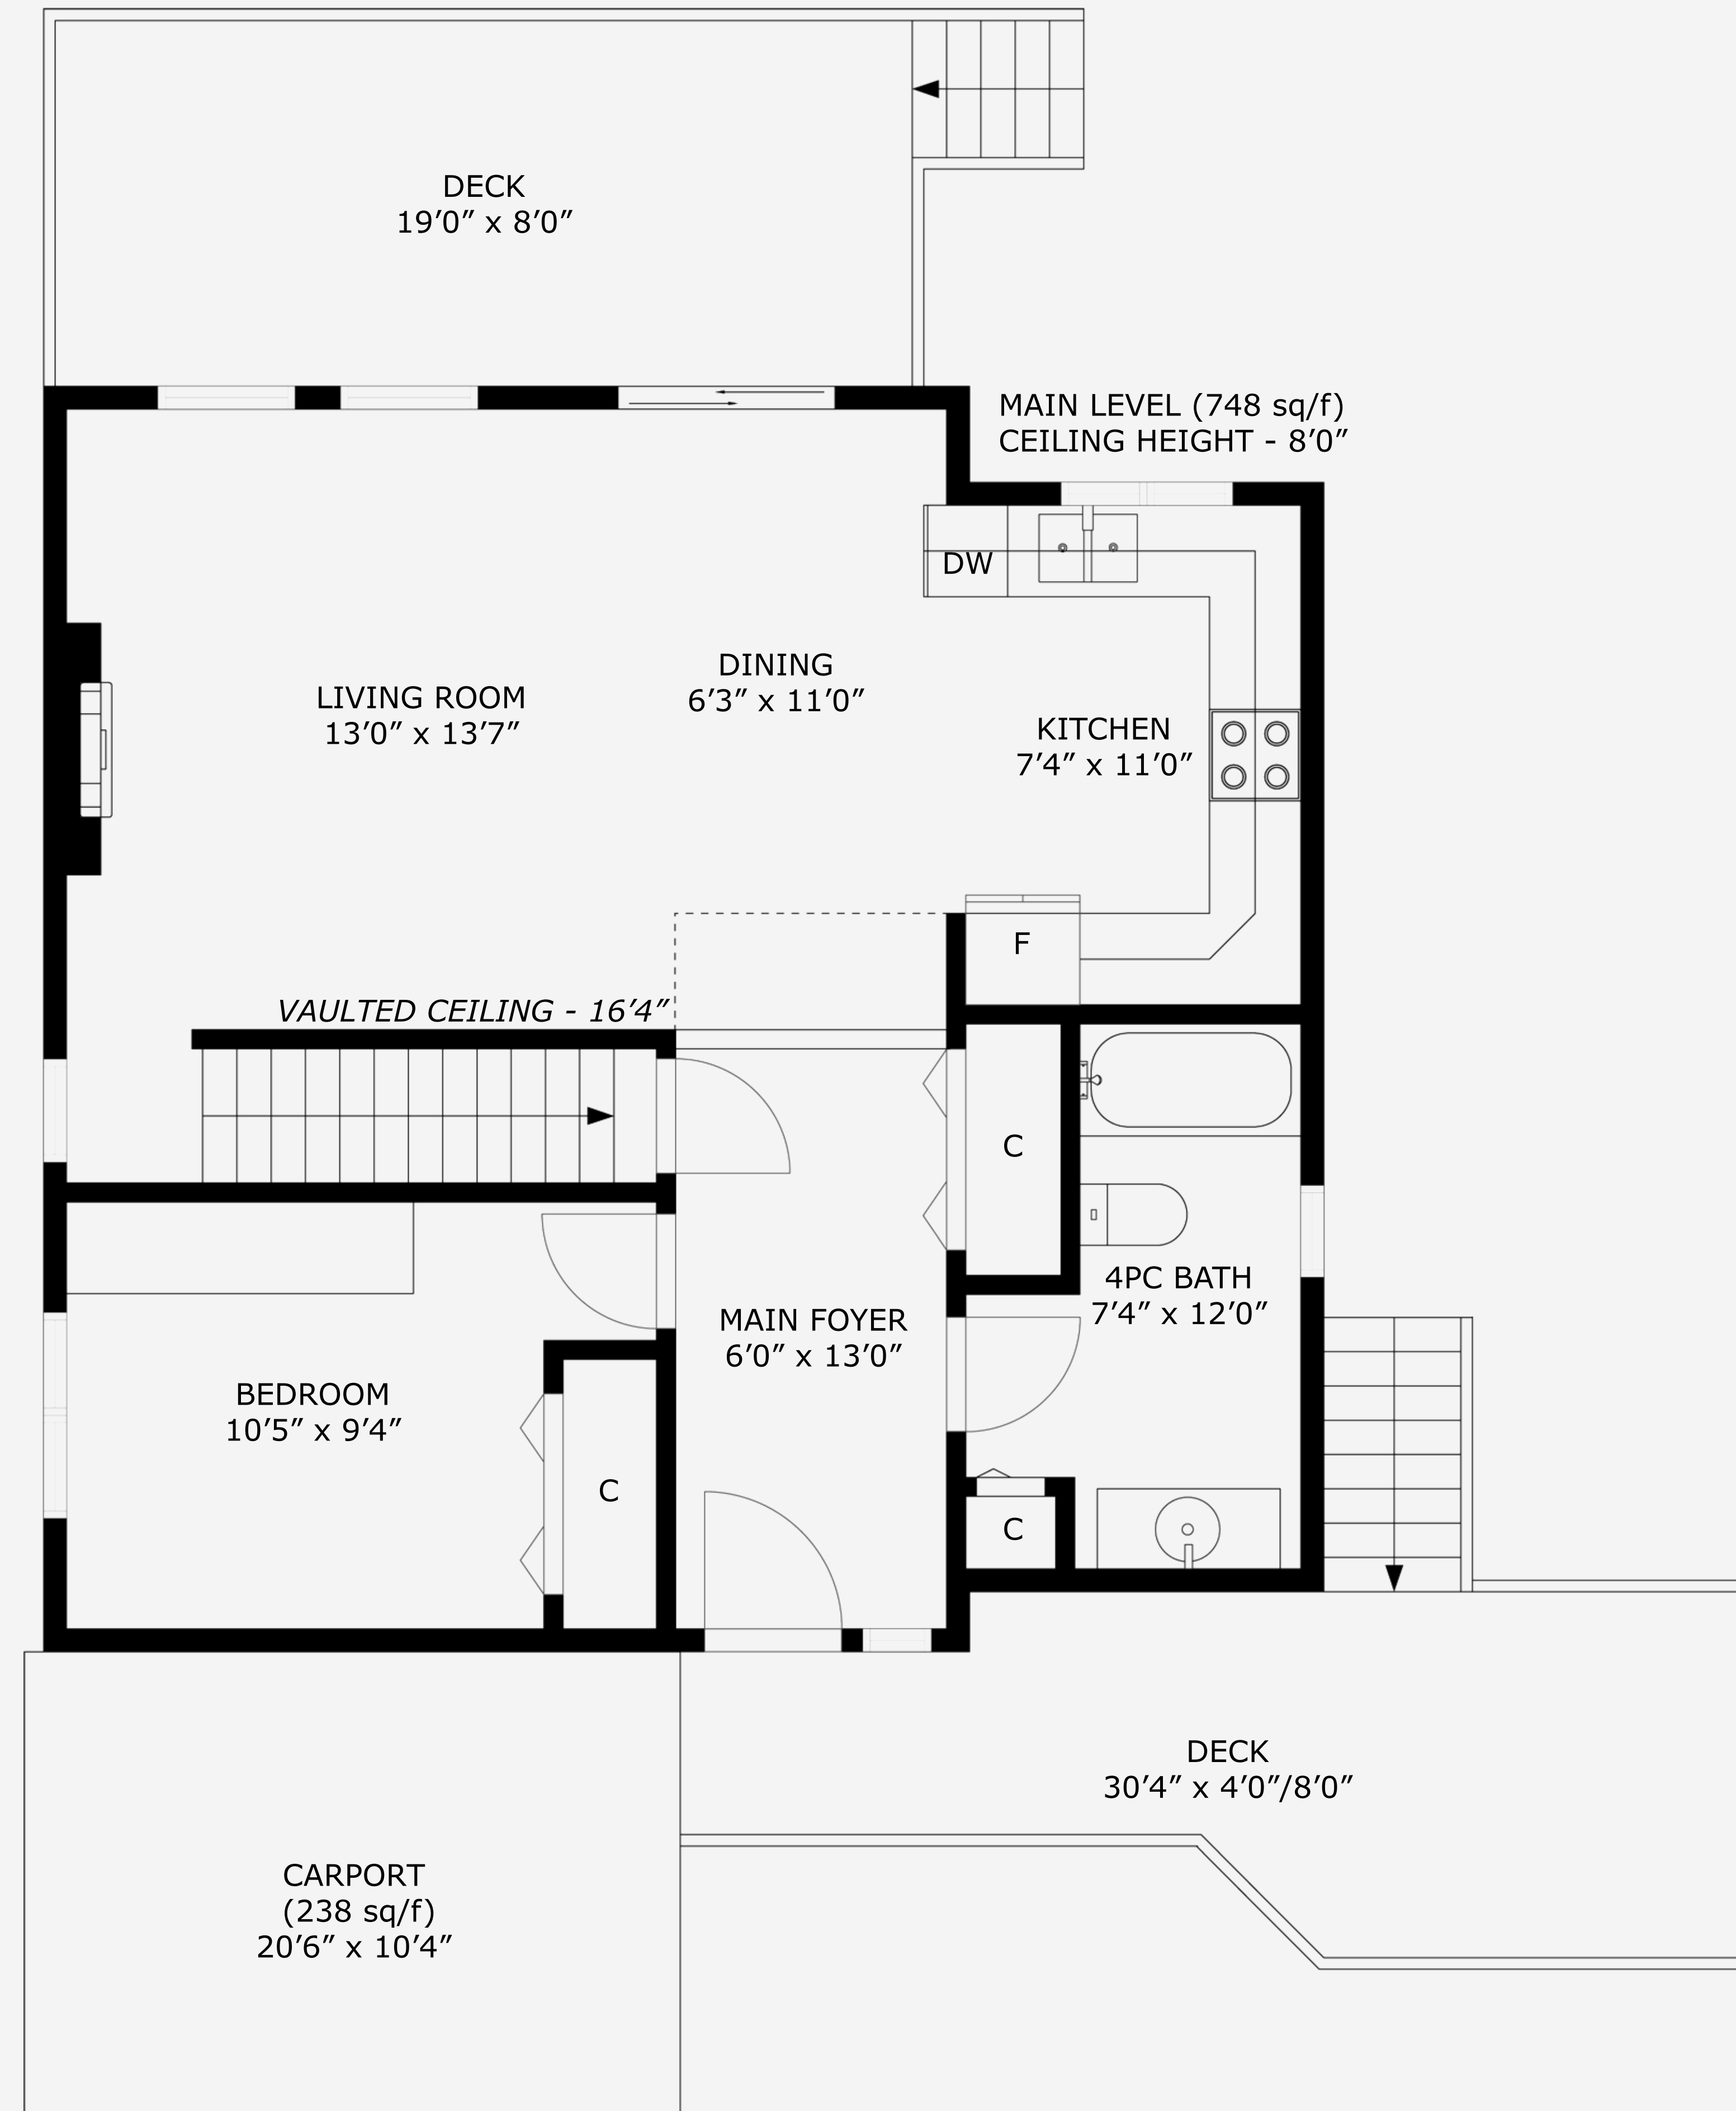 DECK
19′0″ x 8′0″
MAIN LEVEL (748 sq/f)
CEILING HEIGHT - 8′0″
DW
DINING
6′3″ x 11′0″
LIVING ROOM
13′0″ x 13′7″
KITCHEN
7′4″ x 11′0″
F
VAULTED CEILING - 16′4″
C
4PC BATH
7′4″ x 12′0″
MAIN FOYER
6′0″ x 13′0″
BEDROOM
10′5″ x 9′4″
C
C
DECK
30′4″ x 4′0″/8′0″
CARPORT
(238 sq/f)
20′6″ x 10′4″